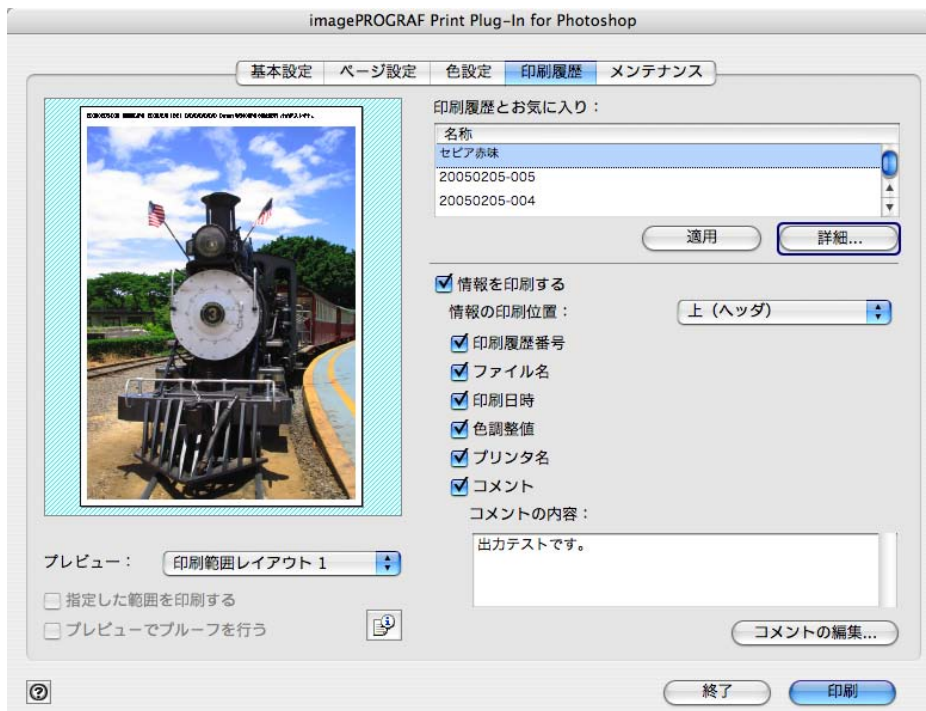 imagePROGRAF Print Plug-In for Photoshop
基本設定 ページ設定 色設定 印刷履歴 メンテナンス
印刷履歴とお気に入り：
名称
セピア赤味
20050205-005
20050205-004
適用 詳細...
情報を印刷する
情報の印刷位置： 上（ヘッダ）
印刷履歴番号
ファイル名
印刷日時
色調整値
プリンタ名
コメント
コメントの内容：
出力テストです。
コメントの編集...
3
プレビュー： 印刷範囲レイアウト 1
指定した範囲を印刷する
プレビューでプルーフを行う
終了 印刷